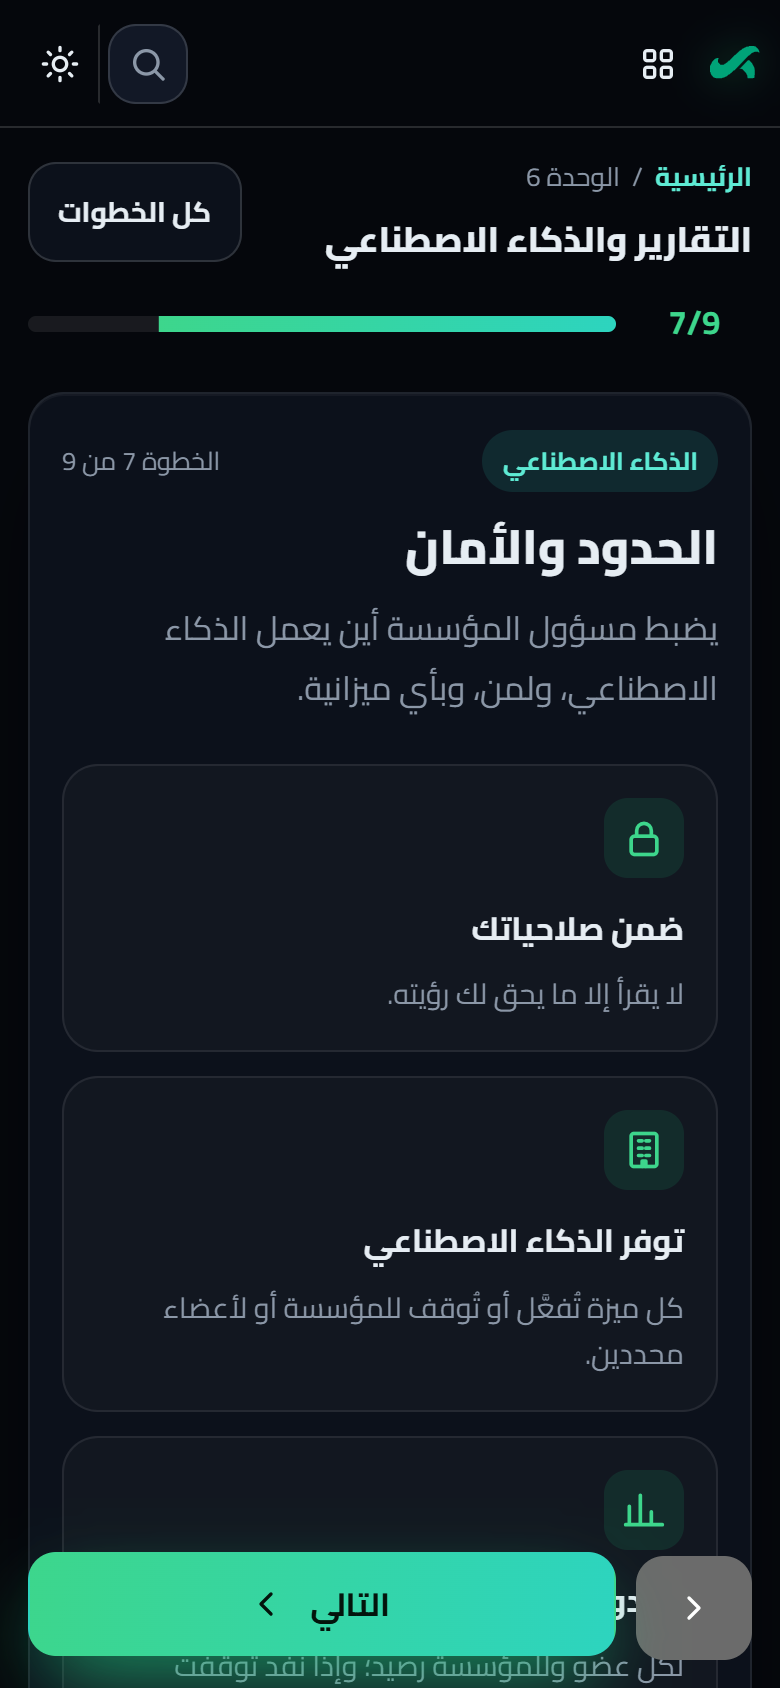 الرئيسية / الوحدة 6
التقارير والذكاء الاصطناعي
كل الخطوات
7/9
الذكاء الاصطناعي
الخطوة 7 من 9
الحدود والأمان
يضبط مسؤول المؤسسة أين يعمل الذكاء
الاصطناعي، ولمن، وبأي ميزانية.
ضمن صلاحياتك
لا يقرأ إلا ما يحق لك رؤيته.
توفر الذكاء الاصطناعي
كل ميزة تُفعَّل أو تُوقف للمؤسسة أو لأعضاء
محددين.
التالي
لكل عضو وللمؤسسة رصيد؛ وإذا نفد توقفت